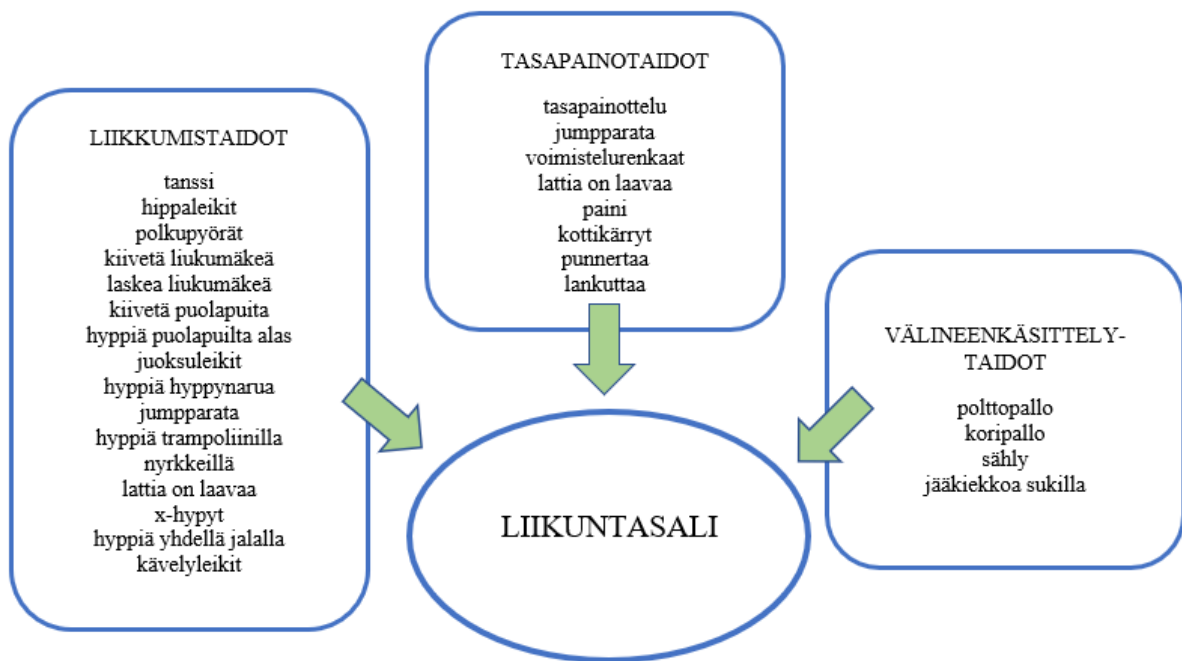 LIIKKUMISTAIDOT
tanssi
hippaleikit
polkupyörät
kiivetä liukumäkeä
laskea liukumäkeä
kiivetä puolapuita
hyppiä puolapuilta alas
juoksuleikit
hyppiä hyppynarua
jumpparata
hyppiä trampoliinilla
nyrkkeillä
lattia on laavaa
x-hypyt
hyppiä yhdellä jalalla
kävelyleikit
TASAPAINOTAIDOT
tasapainottelu
jumpparata
voimistelurenkaat
lattia on laavaa
paini
kottikärryt
punnertaa
lankuttaa
VÄLINEENKÄSITTELY-
TAIDOT
polttopallo
koripallo
sähly
jääkiekkoa sukilla
LIIKUNTASALI